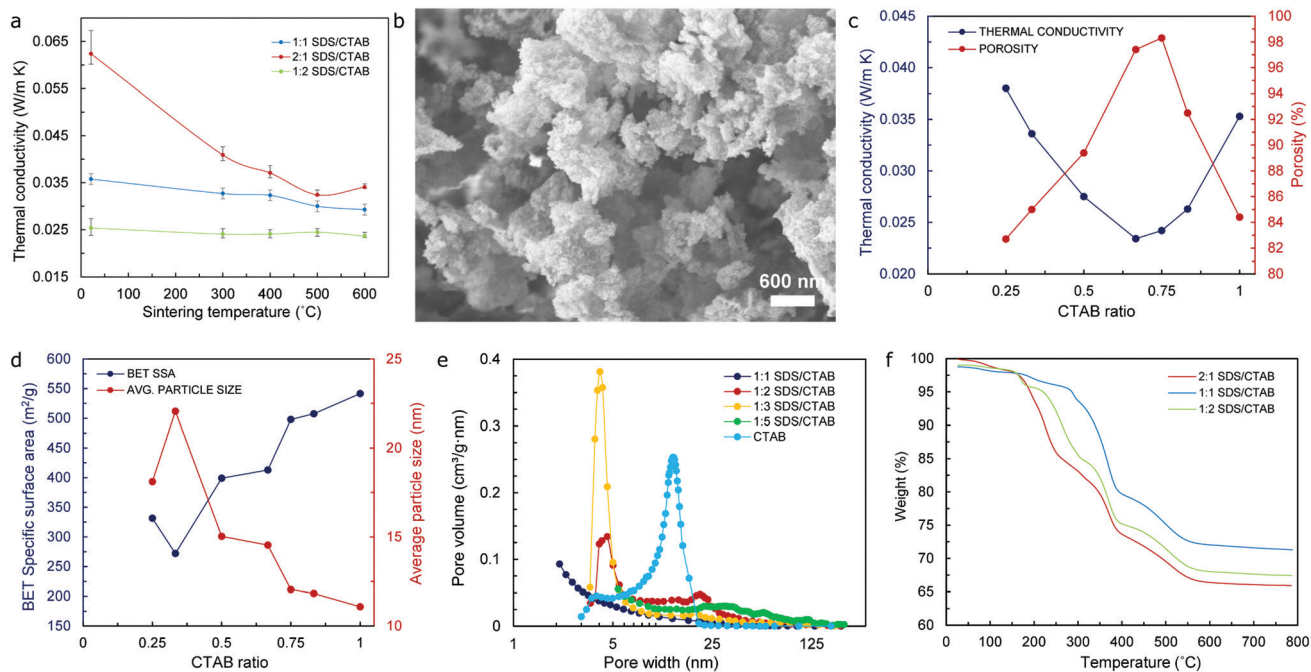 a
0.065
0.055
0.045
0.035
0.025
0.015
Thermal conductivity (W/m K)
1:1 SDS/CTAB
2:1 SDS/CTAB
1:2 SDS/CTAB
0 100 200 300 400 500 600
Sintering temperature (˚C)
b
600 nm
c
0.045
0.040
0.035
0.030
0.025
0.020
Thermal conductivity (W/m K)
THERMAL CONDUCTIVITY
POROSITY
100
98
96
94
92
90
88
86
84
82
80
Porosity (%)
0 0.25 0.50 0.75 1
CTAB ratio
d
600
550
500
450
400
350
300
250
200
150
BET Specific surface area (m²/g)
BET SSA
AVG. PARTICLE SIZE
25
20
15
10
Average particle size (nm)
0 0.25 0.5 0.75 1
CTAB ratio
e
0.4
0.3
0.2
0.1
0
Pore volume (cm³/g·nm)
1:1 SDS/CTAB
1:2 SDS/CTAB
1:3 SDS/CTAB
1:5 SDS/CTAB
CTAB
1 5 25 125
Pore width (nm)
f
100
95
90
85
80
75
70
65
60
Weight (%)
2:1 SDS/CTAB
1:1 SDS/CTAB
1:2 SDS/CTAB
0 100 200 300 400 500 600 700 800
Temperature (˚C)